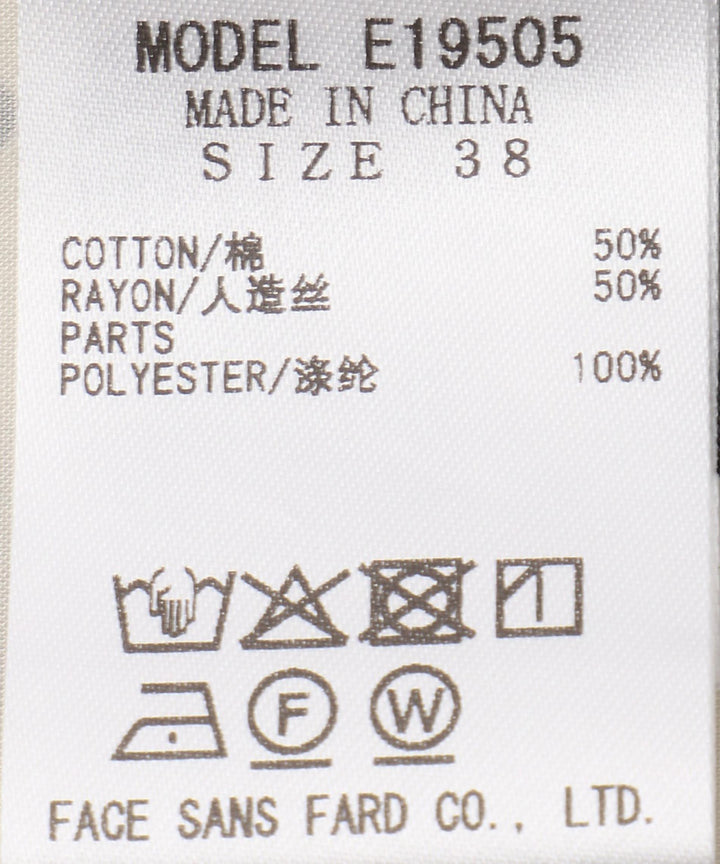 MODEL E19505
MADE IN CHINA
SIZE 38
COTTON/棉 50%
RAYON/人造丝 50%
PARTS
POLYESTER/涤纶 100%
F W
FACE SANS FARD CO., LTD.